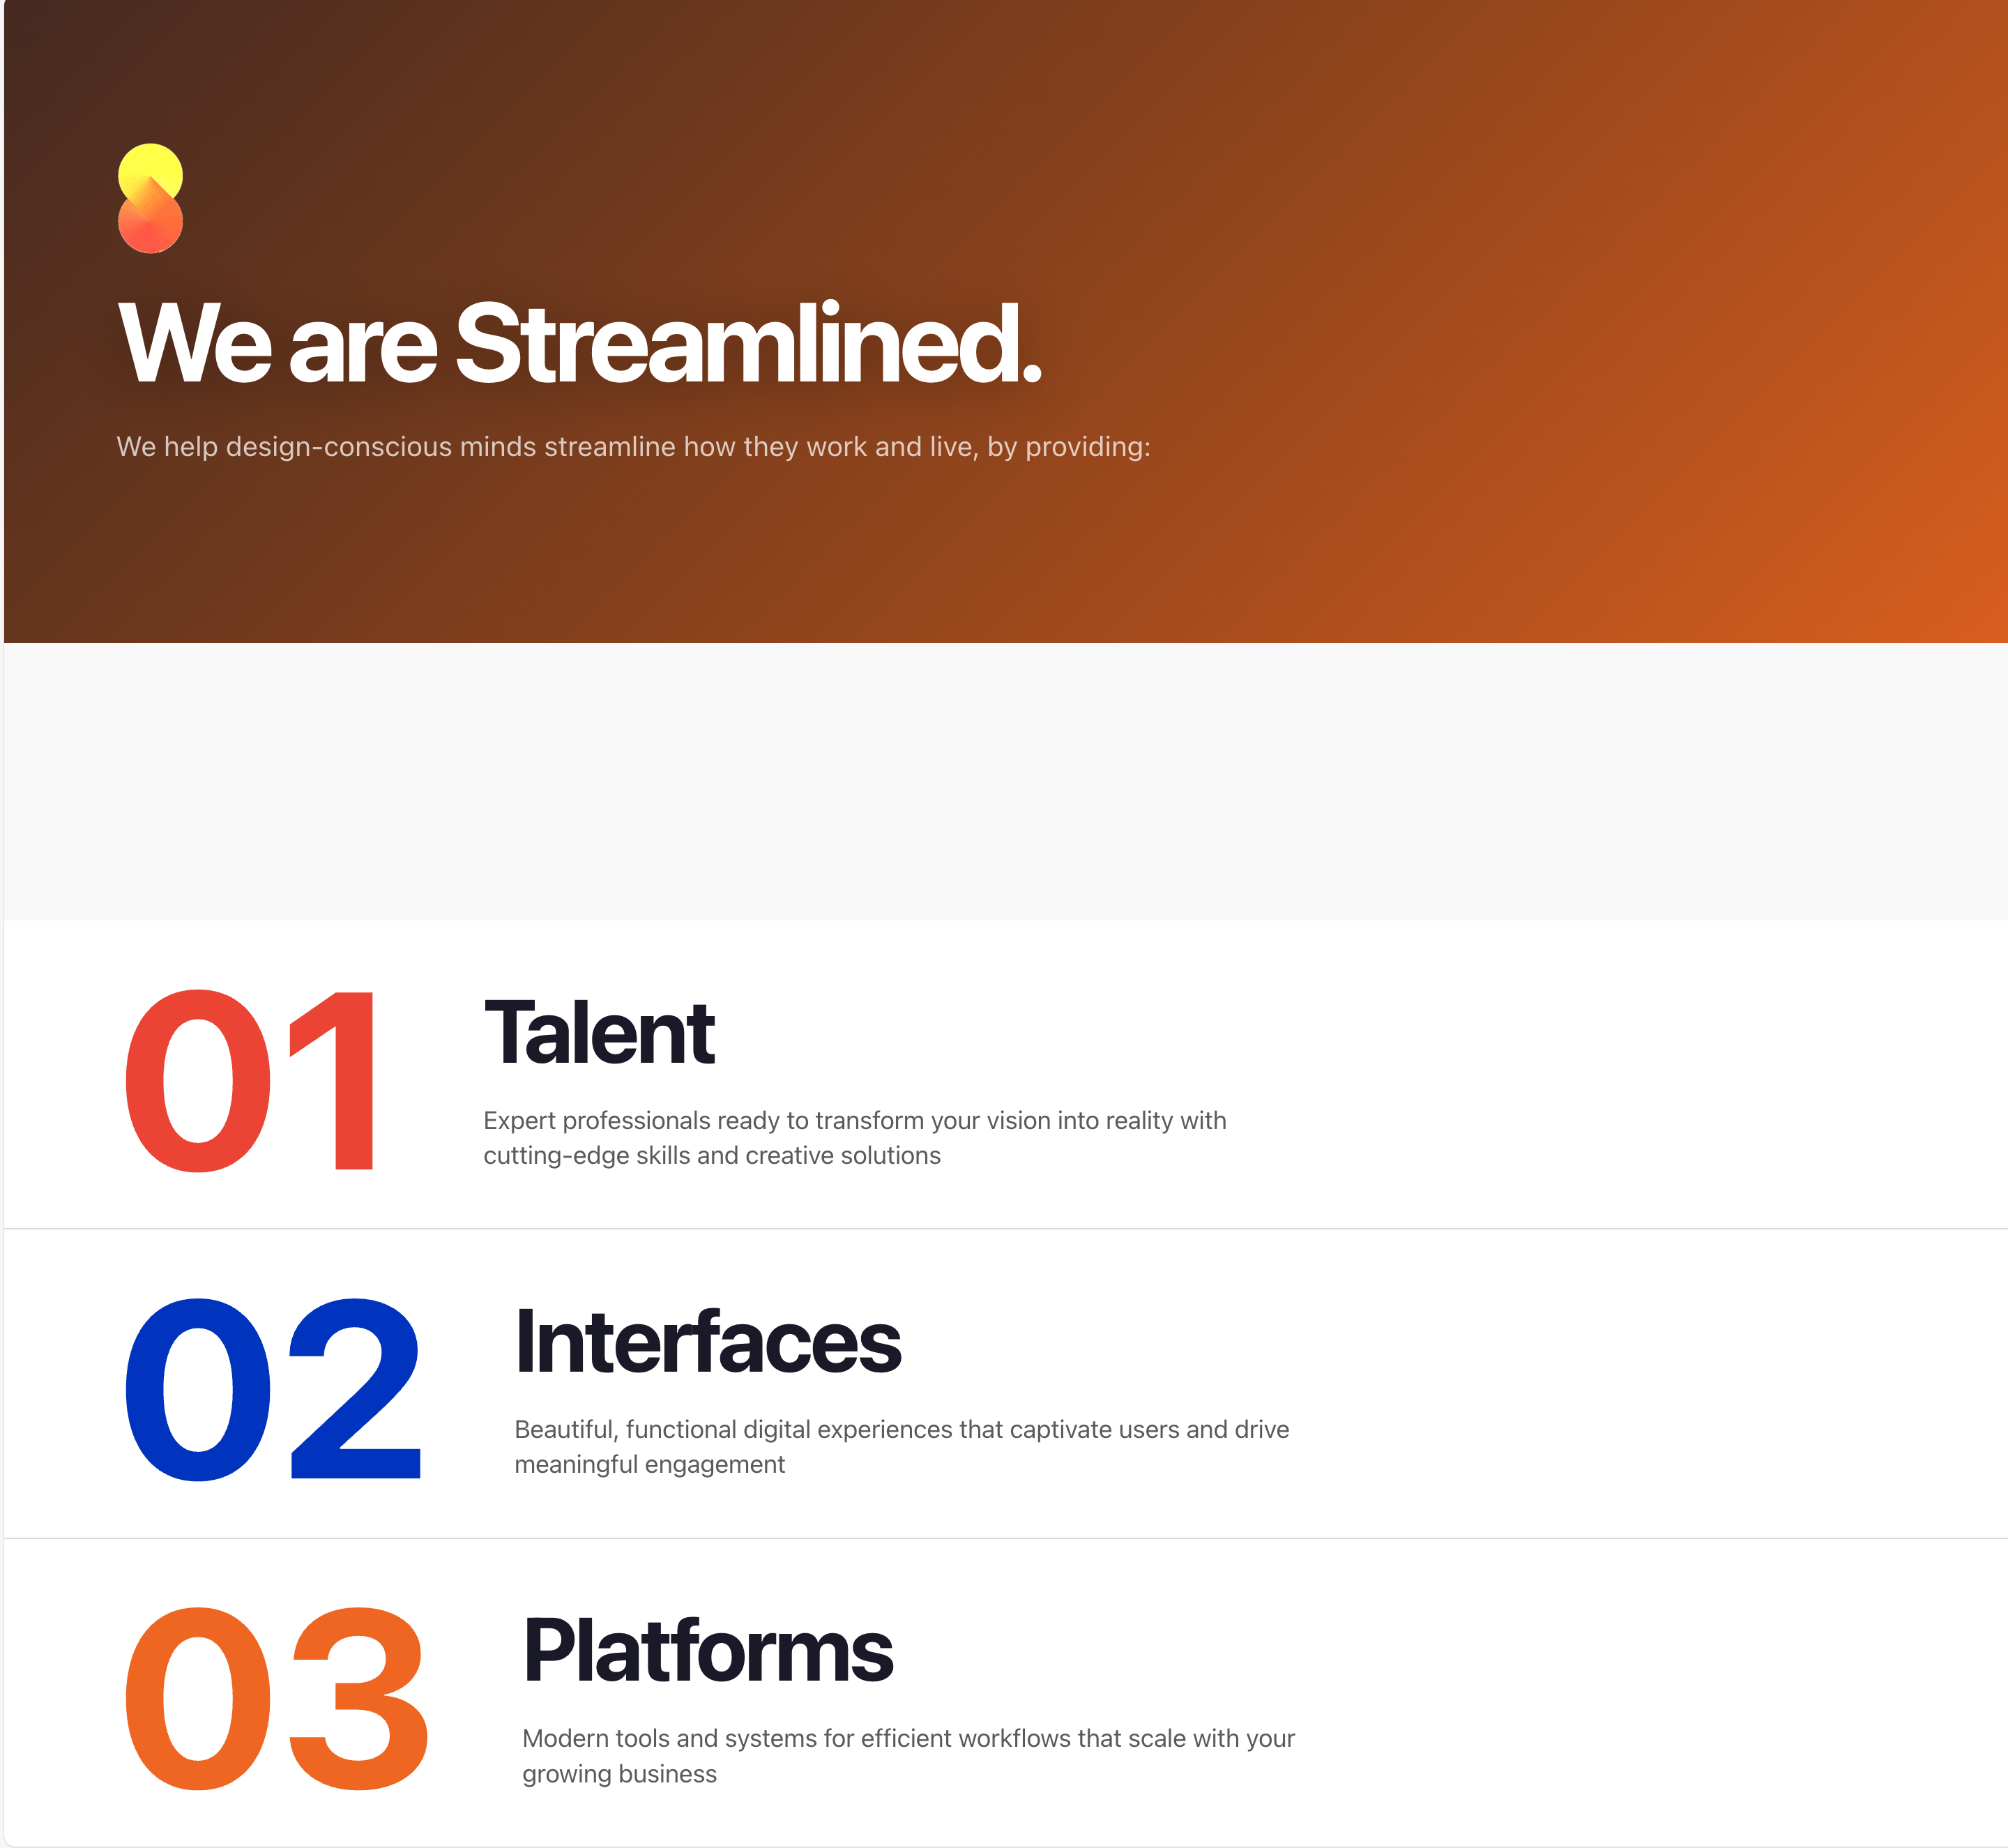 We are Streamlined.
We help design-conscious minds streamline how they work and live, by providing:
01
Talent
Expert professionals ready to transform your vision into reality with
cutting-edge skills and creative solutions
02
Interfaces
Beautiful, functional digital experiences that captivate users and drive
meaningful engagement
03
Platforms
Modern tools and systems for efficient workflows that scale with your
growing business